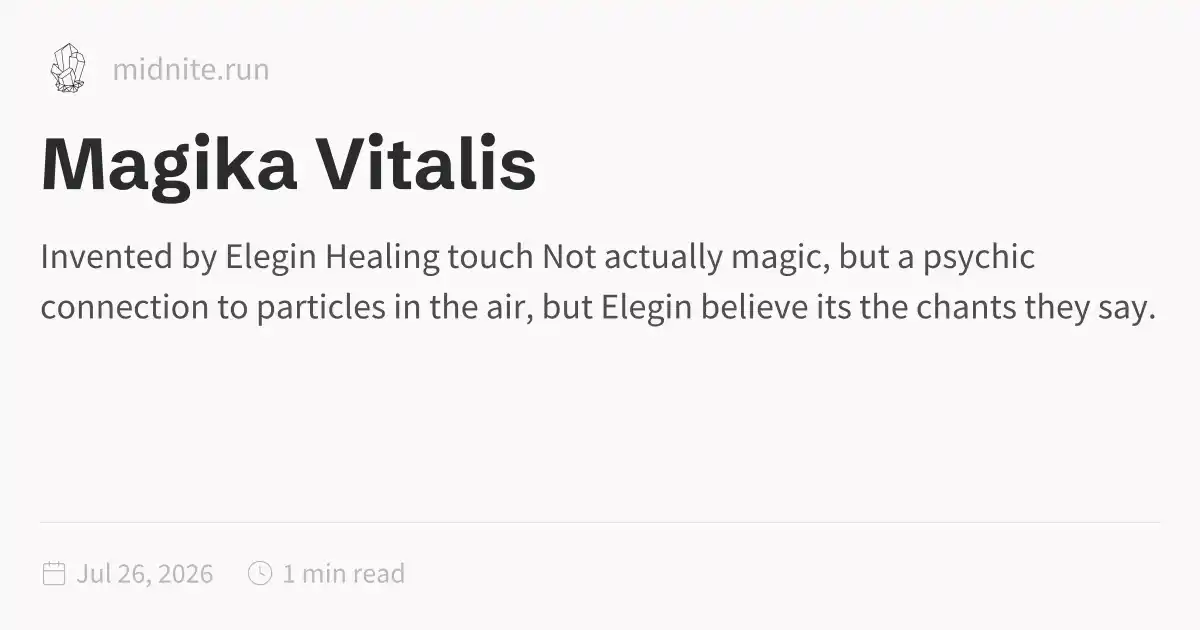 midnite.run
Magika Vitalis
Invented by Elegin Healing touch Not actually magic, but a psychic
connection to particles in the air, but Elegin believe its the chants they say.
Jul 26, 2026
1 min read